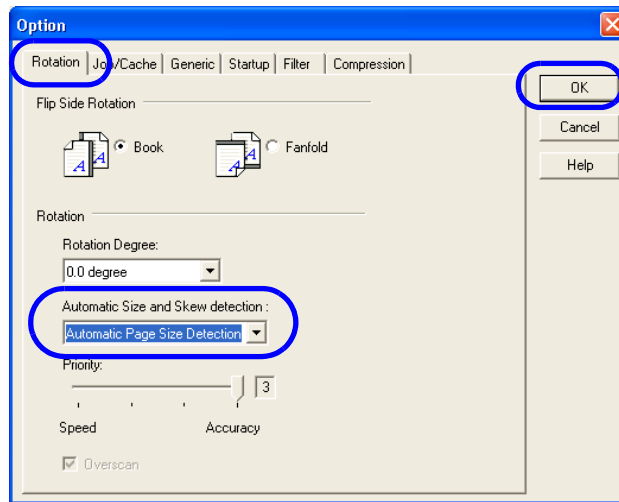 Option
Rotation Job/Cache Generic Startup Filter Compression
OK
Cancel
Help
Flip Side Rotation
A A Book A A Fanfold
Rotation
Rotation Degree:
0.0 degree
Automatic Size and Skew detection :
Automatic Page Size Detection
Priority:
3
Speed Accuracy
Overscan